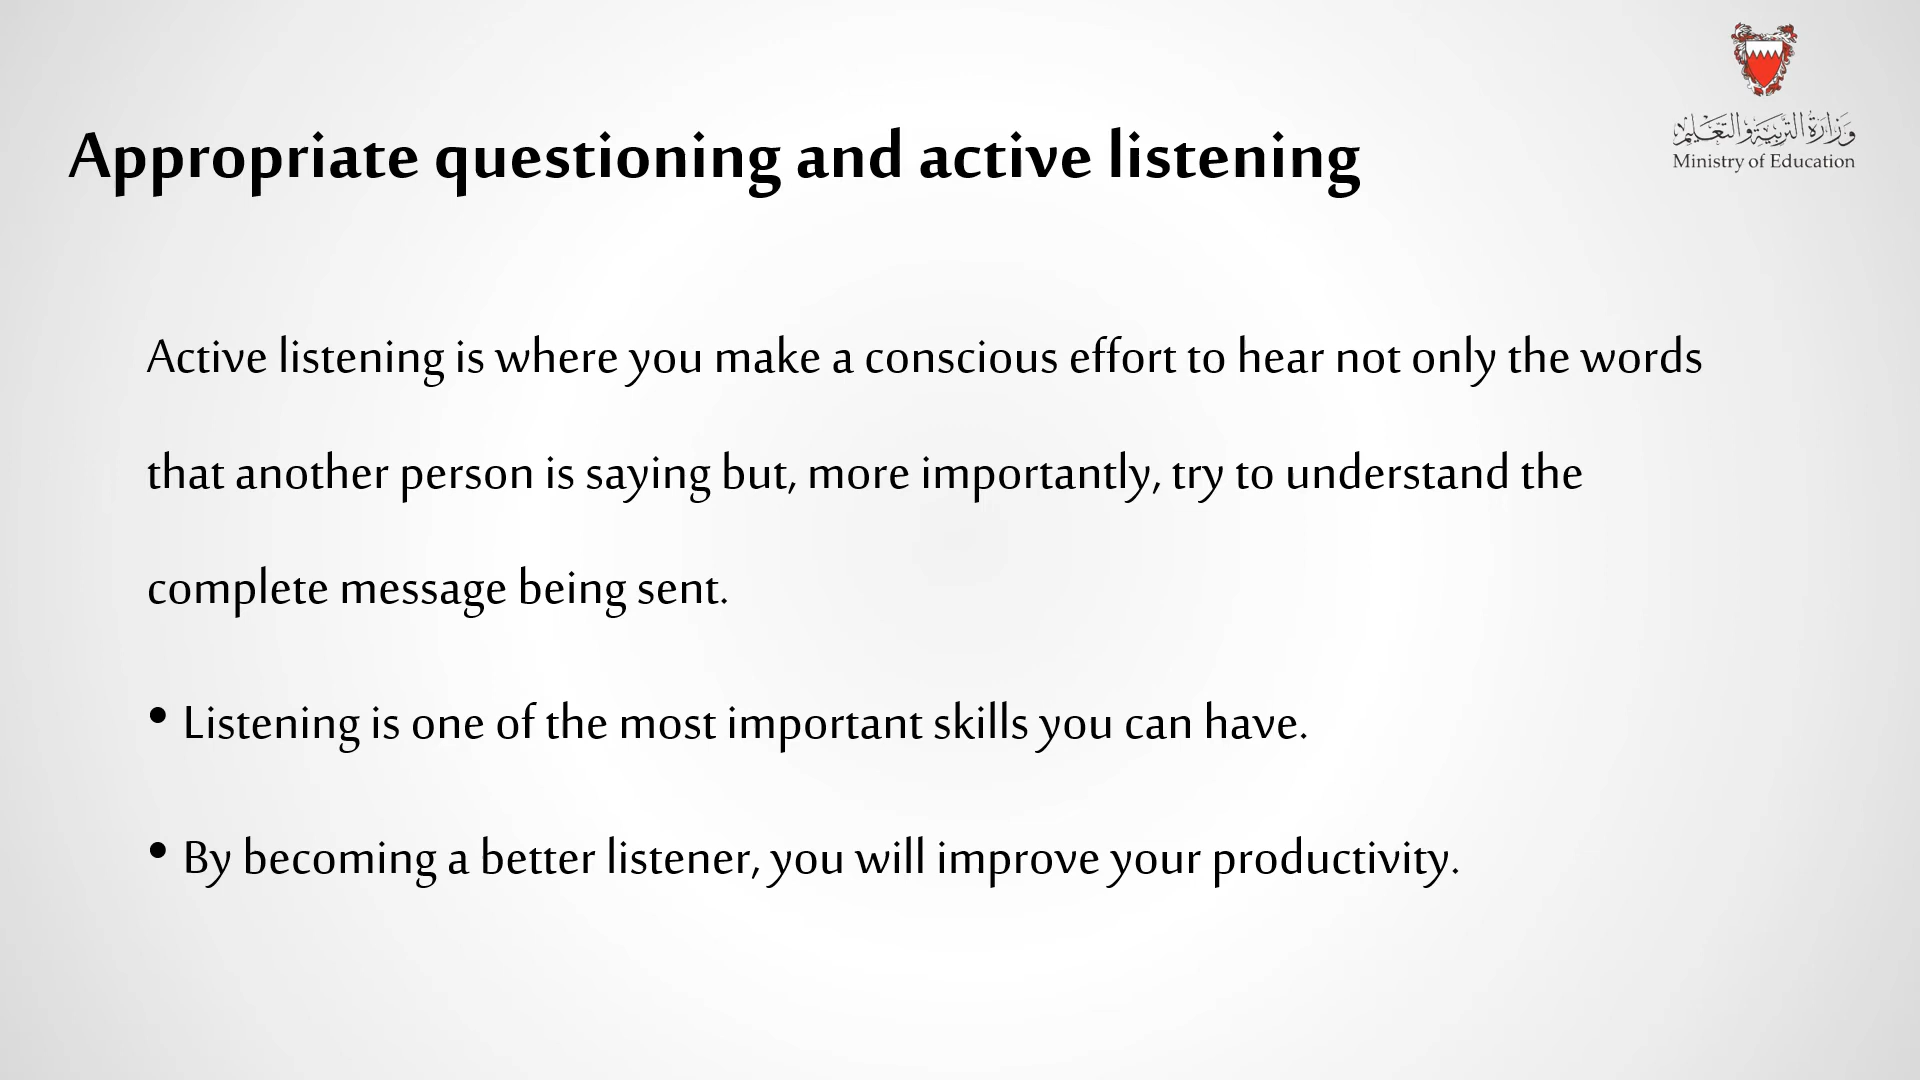 وزارة التربية والتعليم
Ministry of Education
Appropriate questioning and active listening
Active listening is where you make a conscious effort to hear not only the words
that another person is saying but, more importantly, try to understand the
complete message being sent.
• Listening is one of the most important skills you can have.
• By becoming a better listener, you will improve your productivity.